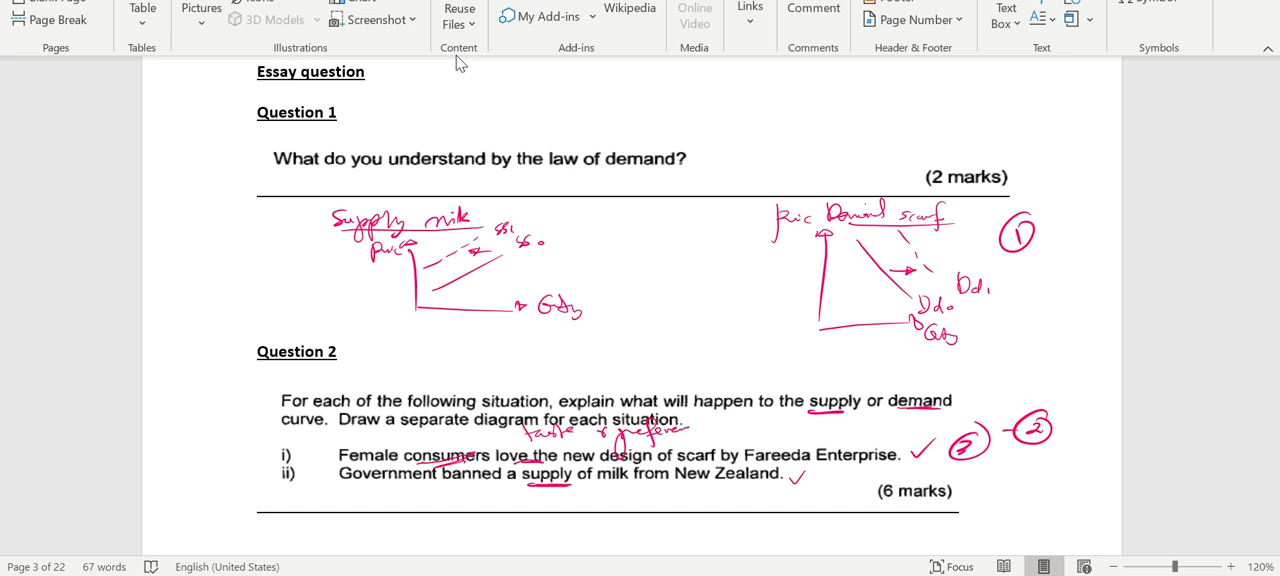 Page Break
Table
Pictures
3D Models
Chart
Screenshot
Reuse
Files
My Add-ins
Wikipedia
Online
Video
Links
Comment
Page Number
Text
Box
Pages
Tables
Illustrations
Content
Add-ins
Media
Comments
Header & Footer
Text
Symbols
Essay question
Question 1
What do you understand by the law of demand?
(2 marks)
Supply milk
SS1
SS0
Demand scarf
1
Dd1
Dd0
Question 2
For each of the following situation, explain what will happen to the supply or demand
curve. Draw a separate diagram for each situation.
taste
2
i) Female consumers love the new design of scarf by Fareeda Enterprise.
ii) Government banned a supply of milk from New Zealand.
(6 marks)
Page 3 of 22 67 words English (United States) Focus 120%